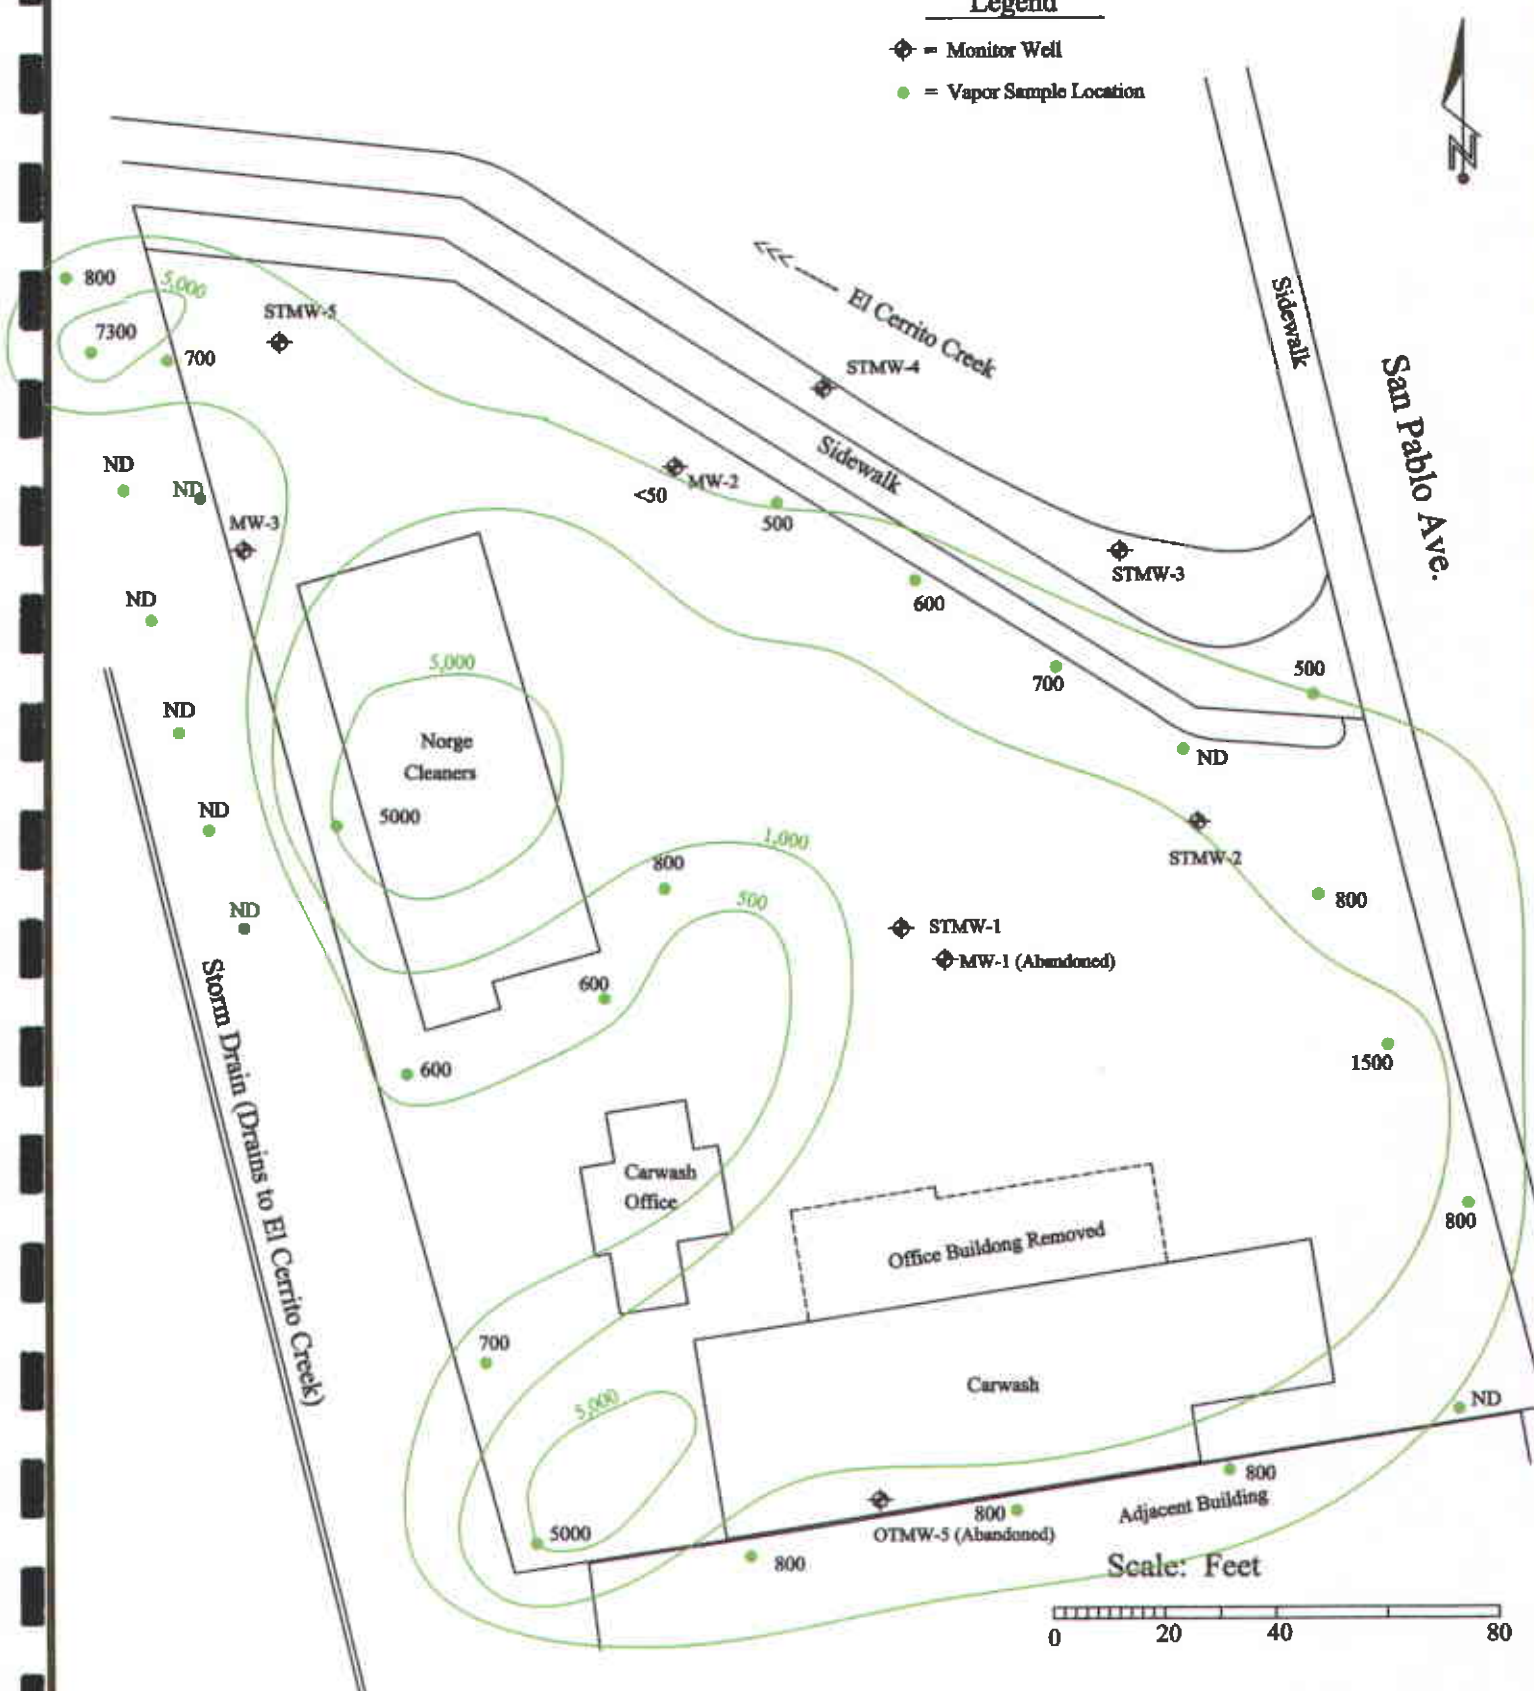 Legend
= Monitor Well
= Vapor Sample Location
N
Sidewalk
San Pablo Ave.
800
5,000
7300
700
STMW-5
<<< ----- El Cerrito Creek
STMW-4
Sidewalk
ND
ND
MW-3
<50
MW-2
500
STMW-3
600
ND
700
500
5,000
ND
ND
Norge
Cleaners
5000
STMW-2
ND
800
1,000
800
500
ND
STMW-1
MW-1 (Abandoned)
600
600
1500
Storm Drain (Drains to El Cerrito Creek)
Carwash
Office
Office Buildong Removed
800
700
Carwash
5,000
ND
5000
800
800
800
OTMW-5 (Abandoned)
Adjacent Building
Scale: Feet
0 20 40 80